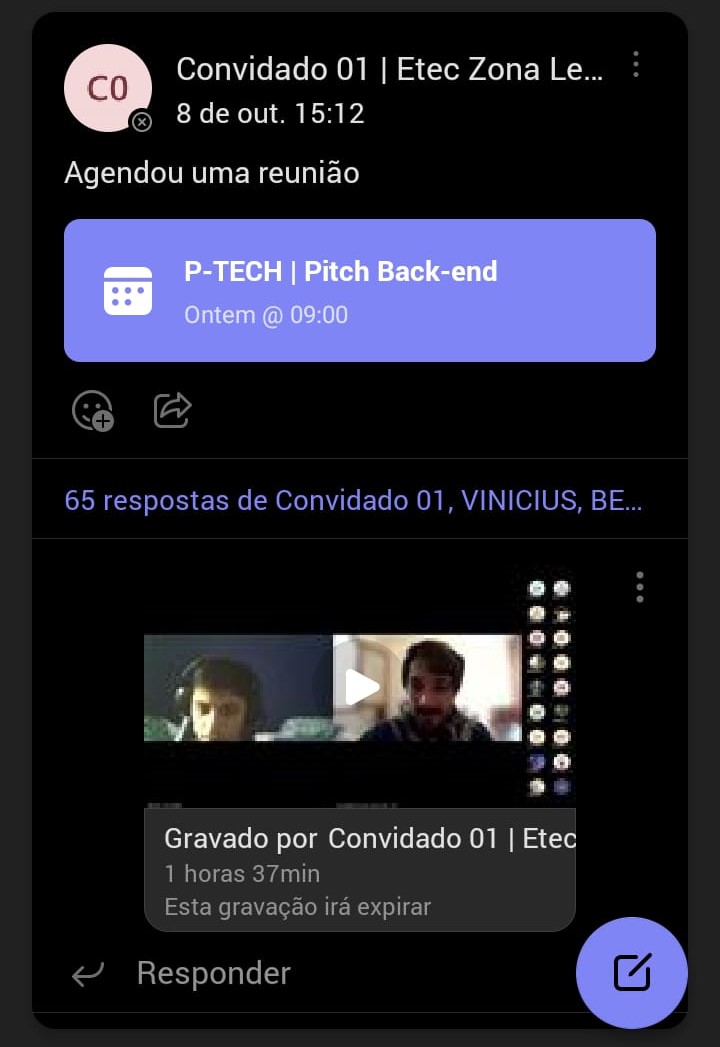 C0
Convidado 01 | Etec Zona Le...
8 de out. 15:12
Agendou uma reunião
P-TECH | Pitch Back-end
Ontem @ 09:00
65 respostas de Convidado 01, VINICIUS, BE...
Gravado por Convidado 01 | Etec
1 horas 37min
Esta gravação irá expirar
Responder